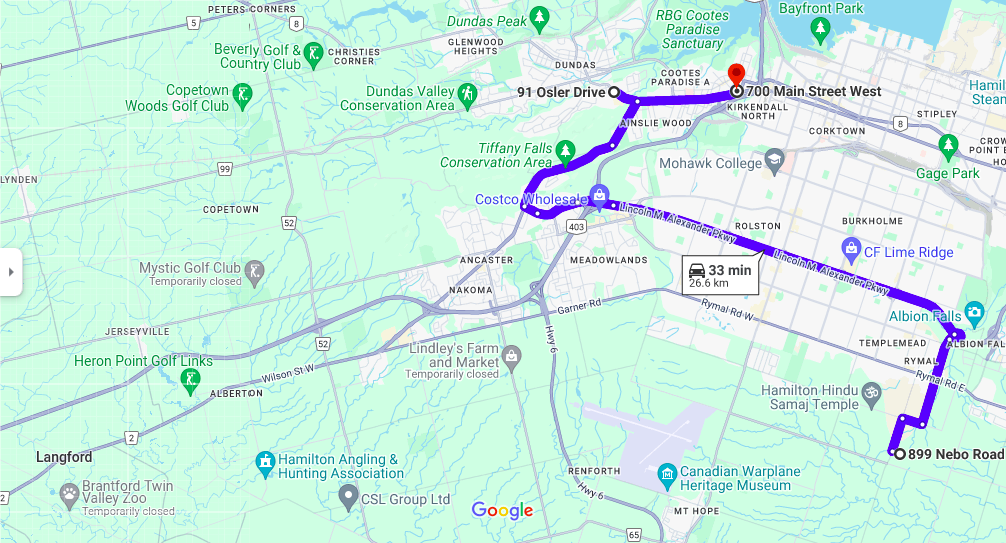 PETERS CORNERS
5
8
Dundas Peak
RBG Cootes
Paradise
Sanctuary
Bayfront Park
GLENWOOD
HEIGHTS
Beverly Golf &
Country Club
CHRISTIES
CORNER
DUNDAS
COOTES
PARADISE A
Copetown
Woods Golf Club
Dundas Valley
Conservation Area
91 Osler Drive
700 Main Street West
KIRKENDALL
NORTH
STIPLEY
AINSLIE WOOD
CORKTOWN
8
Tiffany Falls
Conservation Area
Mohawk College
Gage Park
99
COPETOWN
52
Costco Wholesale
Lincoln M. Alexander Pkwy
403
ROLSTON
BURKHOLME
CF Lime Ridge
Lincoln M. Alexander Pkwy
Mystic Golf Club
Temporarily closed
ANCASTER
MEADOWLANDS
33 min
26.6 km
NAKOMA
Garner Rd
Rymal Rd W
Albion Falls
JERSEYVILLE
52
Hwy 6
TEMPLEMEAD
ALBION FAL
RYMAL
Heron Point Golf Links
Lindley's Farm
and Market
Temporarily closed
Rymal Rd E
Wilson St W
ALBERTON
Hamilton Hindu
Samaj Temple
2
Langford
899 Nebo Road
Hamilton Angling &
Hunting Association
RENFORTH
Canadian Warplane
Heritage Museum
Brantford Twin
Valley Zoo
Temporarily closed
CSL Group Ltd
Hwy 6
Google
MT HOPE
2
65